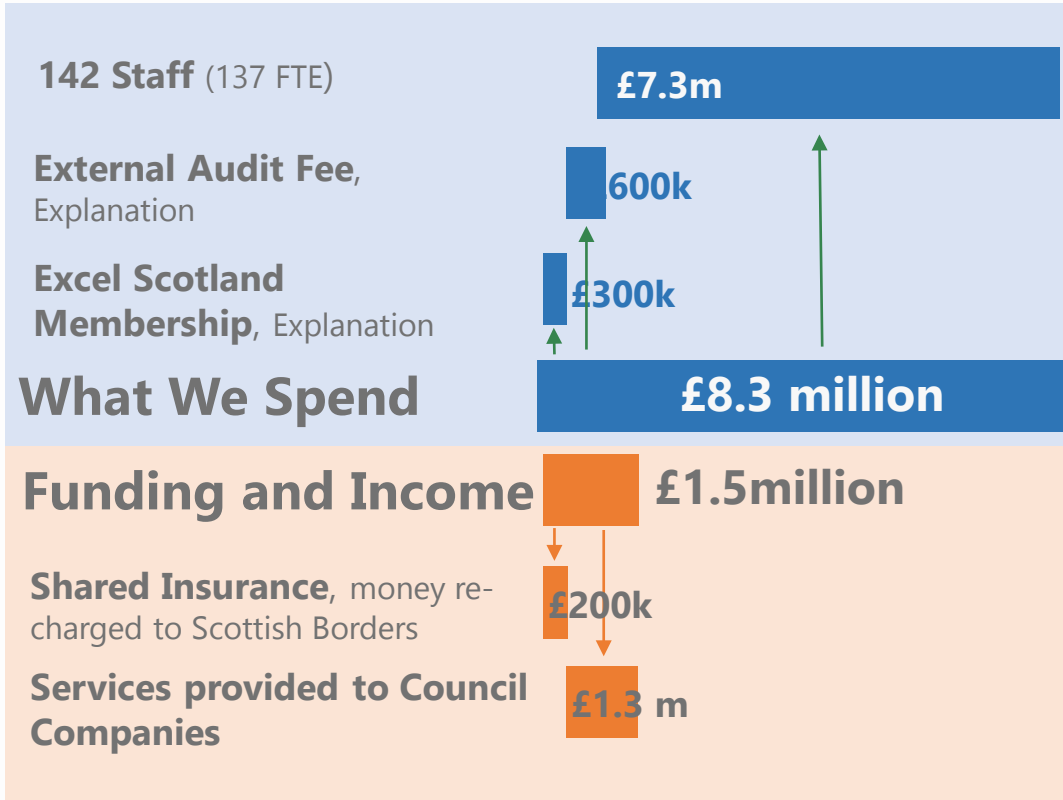 142 Staff (137 FTE)
£7.3m
External Audit Fee,
Explanation
£600k
Excel Scotland
Membership, Explanation
£300k
What We Spend
£8.3 million
Funding and Income
£1.5million
Shared Insurance, money re-
charged to Scottish Borders
£200k
Services provided to Council
Companies
£1.3 m